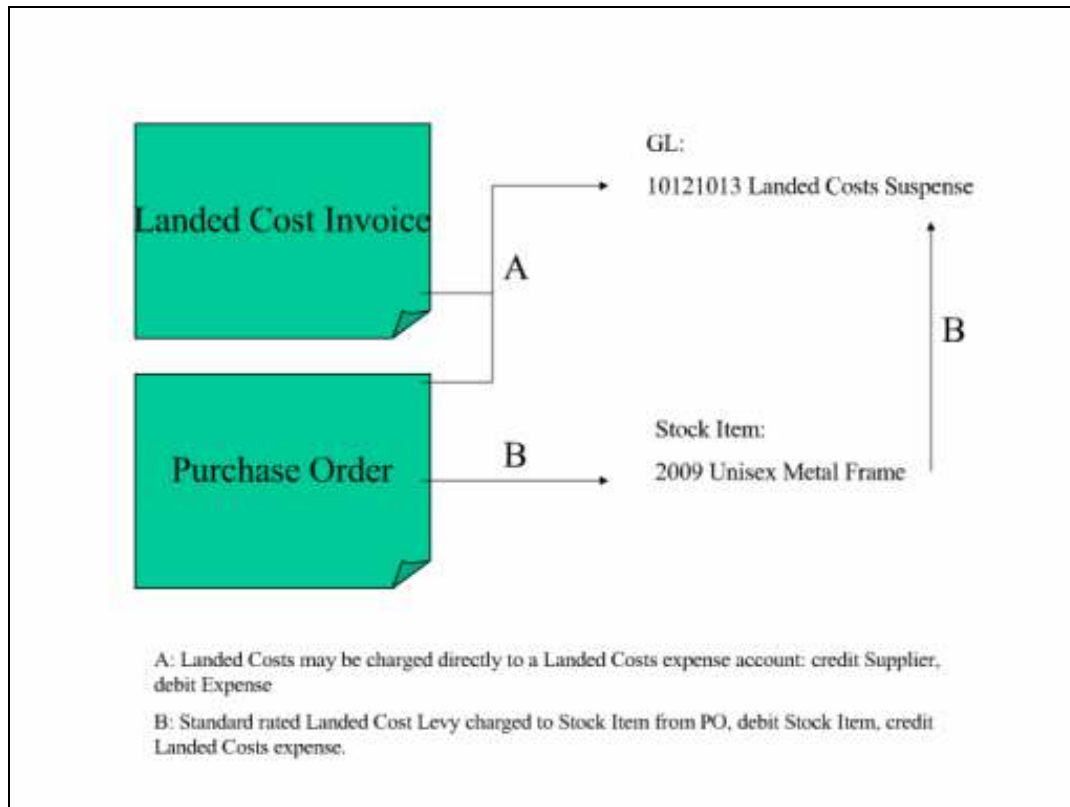 Landed Cost Invoice
GL:
10121013 Landed Costs Suspense
A
B
Purchase Order
B
Stock Item:
2009 Unisex Metal Frame
A: Landed Costs may be charged directly to a Landed Costs expense account: credit Supplier,
debit Expense
B: Standard rated Landed Cost Levy charged to Stock Item from PO, debit Stock Item, credit
Landed Costs expense.